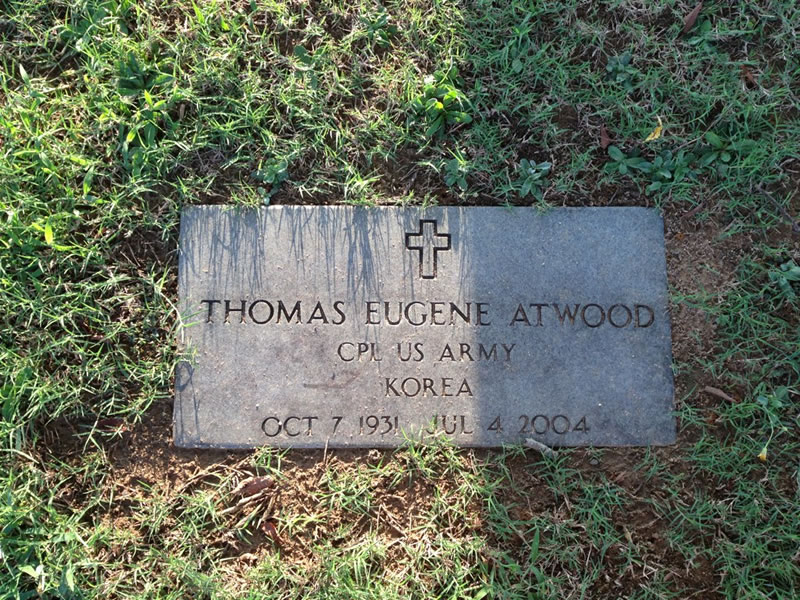 THOMAS EUGENE ATWOOD
CPL US ARMY
KOREA
OCT 7 1931 JUL 4 2004